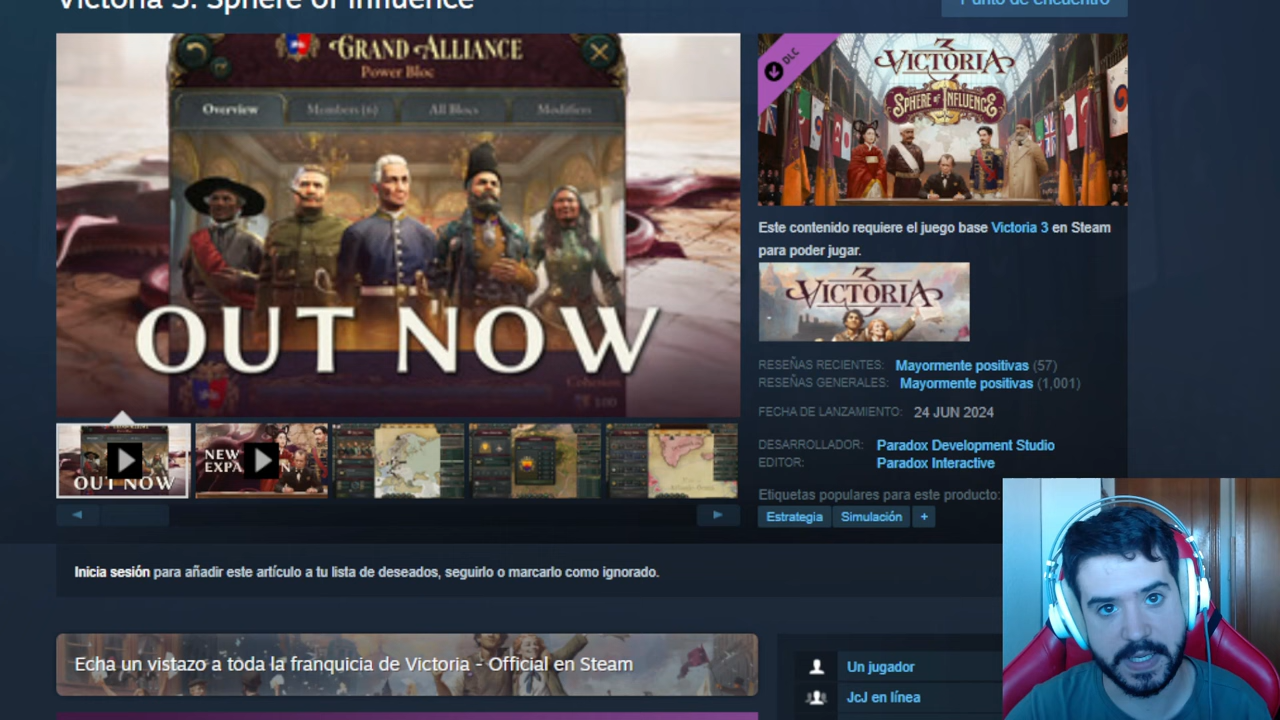 Victoria 3: Sphere of Influence
Punto de encuentro
GRAND ALLIANCE
Power Bloc
Overview
Members (6)
All Blocs
Modifiers
OUT NOW
Cohesion
100
DLC
VICTORIA
3
SPHERE OF INFLUENCE
Este contenido requiere el juego base Victoria 3 en Steam
para poder jugar.
3
VICTORIA
RESEÑAS RECIENTES: Mayormente positivas (57)
RESEÑAS GENERALES: Mayormente positivas (1,001)
FECHA DE LANZAMIENTO: 24 JUN 2024
DESARROLLADOR: Paradox Development Studio
EDITOR: Paradox Interactive
Etiquetas populares para este producto:
Estrategia Simulación +
OUT NOW
NEW
Inicia sesión para añadir este artículo a tu lista de deseados, seguirlo o marcarlo como ignorado.
Echa un vistazo a toda la franquicia de Victoria - Official en Steam
Un jugador
JcJ en línea